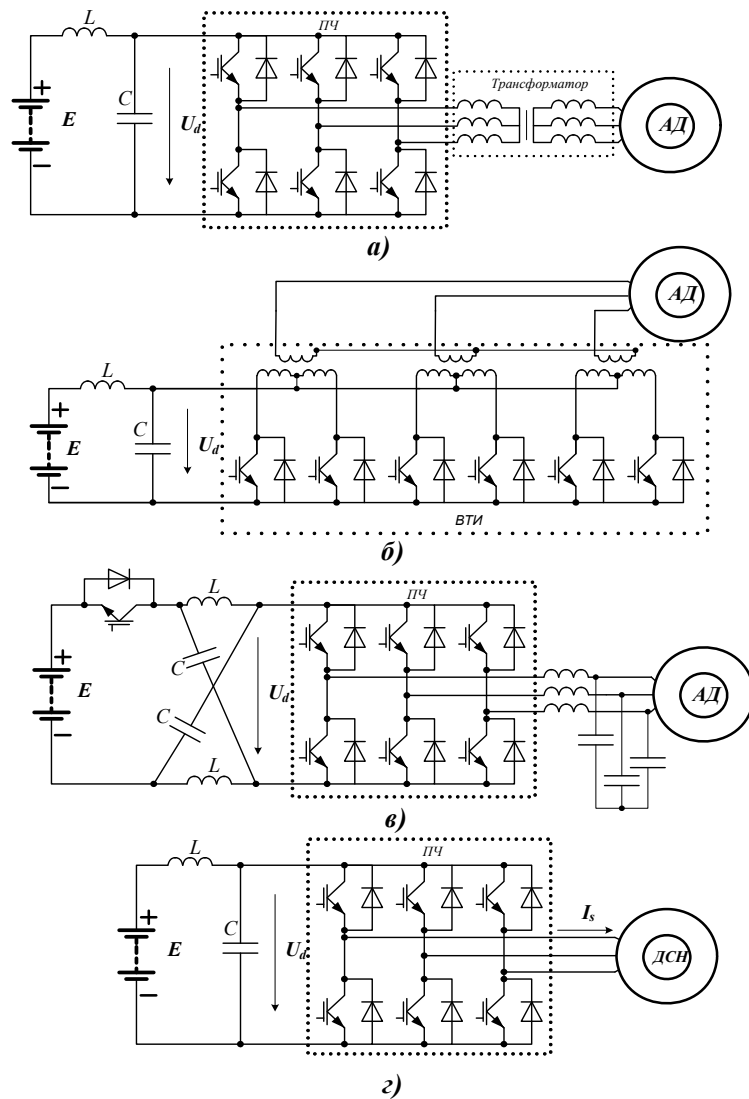 L
ПЧ
+
E
–
C
U_d
Трансформатор
АД
а)
АД
L
+
E
–
C
U_d
ВТИ
б)
L
ПЧ
+
E
–
C
C
U_d
L
АД
в)
L
ПЧ
+
E
–
C
U_d
I_s
ДСН
г)